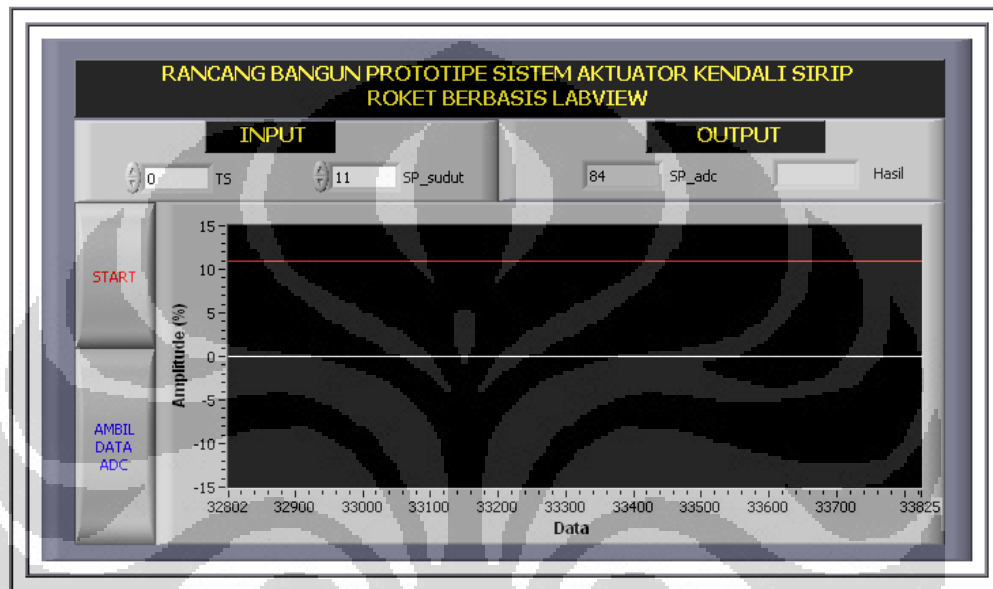 RANCANG BANGUN PROTOTIPE SISTEM AKTUATOR KENDALI SIRIP
ROKET BERBASIS LABVIEW
INPUT
OUTPUT
0 TS 11 SP_sudut
84 SP_adc Hasil
START
AMBIL
DATA
ADC
Amplitude (%)
15
10
5
0
-5
-10
-15
32802 32900 33000 33100 33200 33300 33400 33500 33600 33700 33825
Data